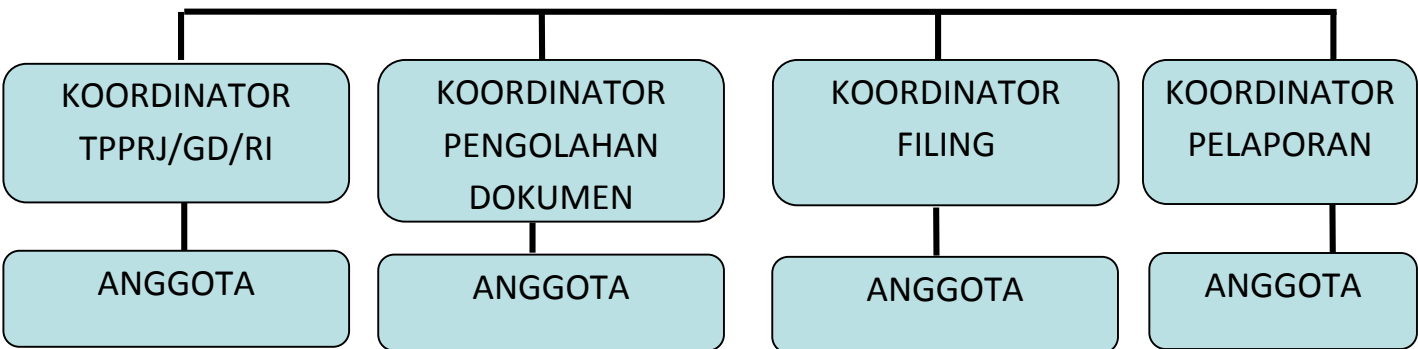 KOORDINATOR
TPPRJ/GD/RI
KOORDINATOR
PENGOLAHAN
DOKUMEN
KOORDINATOR
FILING
KOORDINATOR
PELAPORAN
ANGGOTA
ANGGOTA
ANGGOTA
ANGGOTA